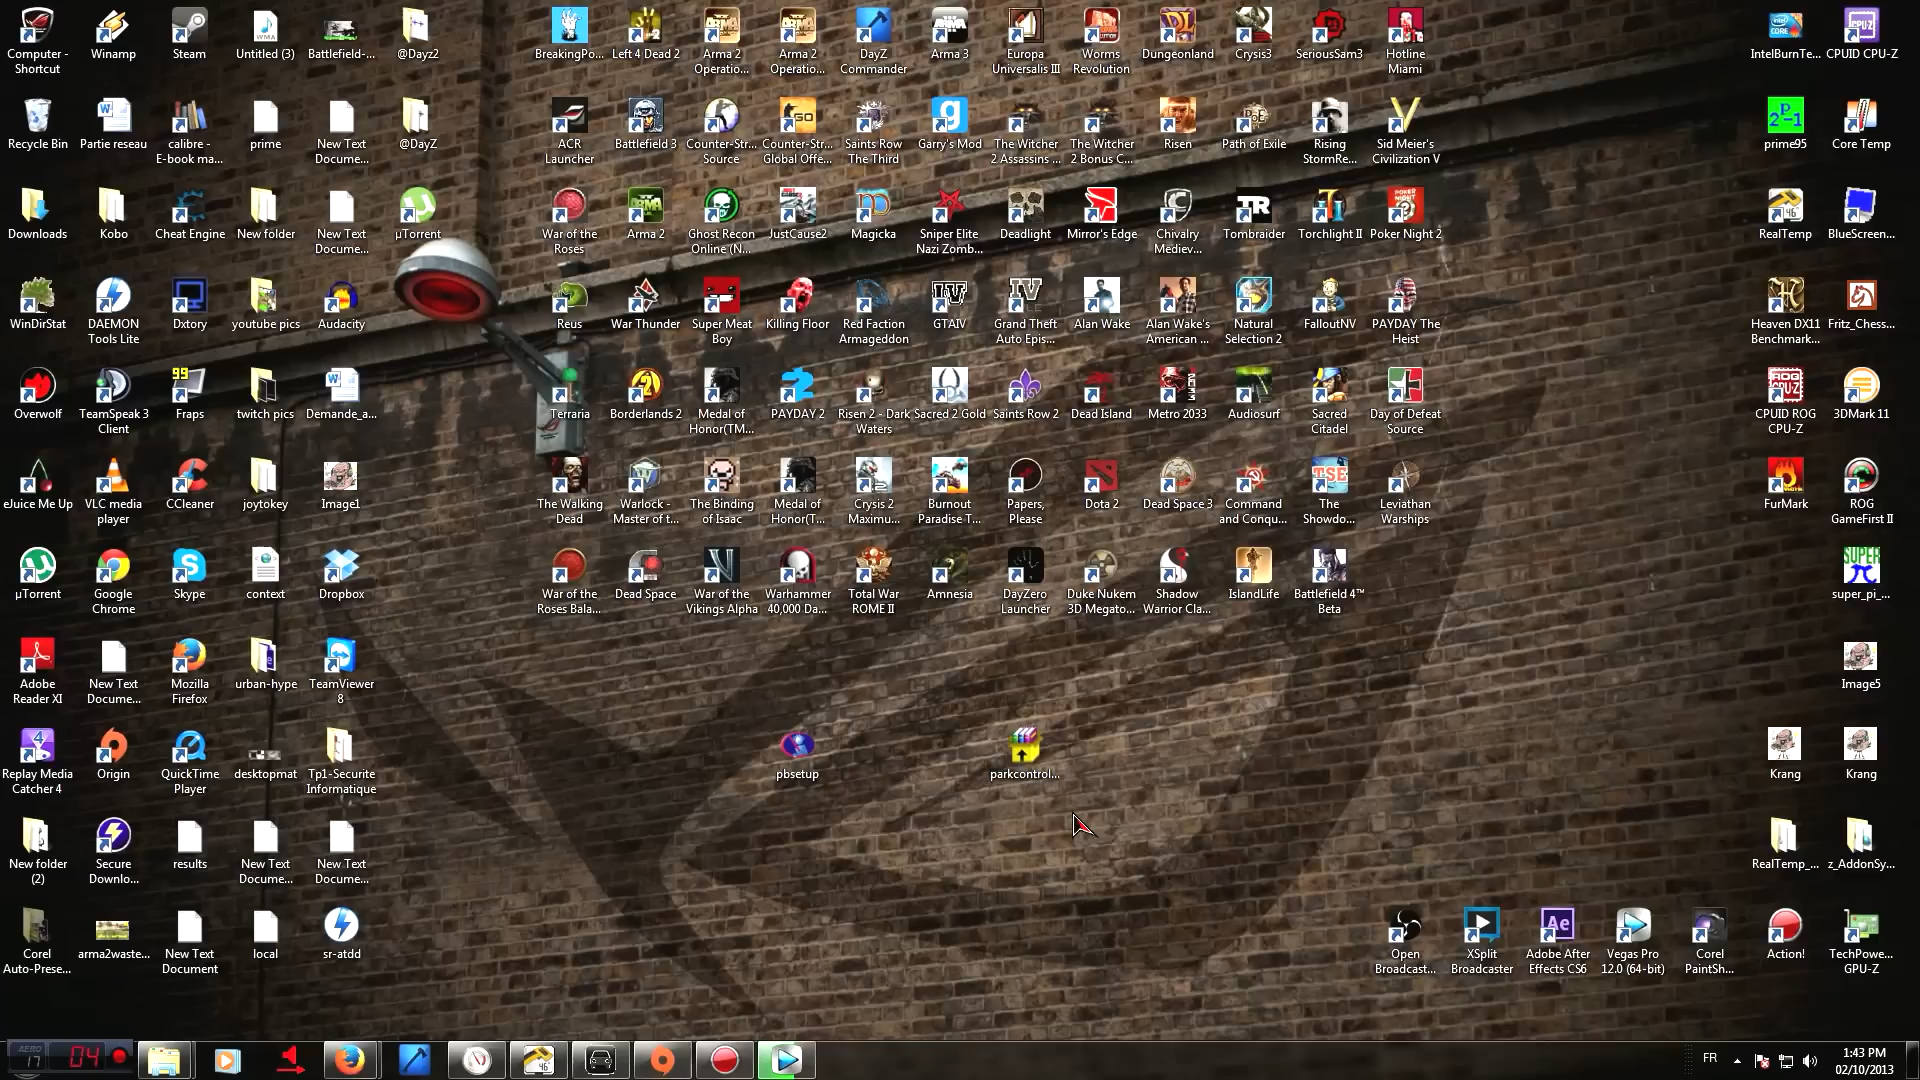 Computer - Shortcut
Winamp
Steam
Untitled (3)
Battlefield-...
@Dayz2
BreakingPo...
Left 4 Dead 2
Arma 2 Operatio...
Arma 2 Operatio...
DayZ Commander
Arma 3
Europa Universalis III
Worms Revolution
Dungeonland
Crysis3
SeriousSam3
Hotline Miami
IntelBurnTe...
CPUID CPU-Z
Recycle Bin
Partie reseau
calibre - E-book ma...
prime
New Text Docume...
@DayZ
ACR Launcher
Battlefield 3
Counter-Str... Source
Counter-Str... Global Offe...
Saints Row The Third
Garry's Mod
The Witcher 2 Assassins ...
The Witcher 2 Bonus C...
Risen
Path of Exile
Rising StormRe...
Sid Meier's Civilization V
prime95
Core Temp
Downloads
Kobo
Cheat Engine
New folder
New Text Docume...
µTorrent
War of the Roses
Arma 2
Ghost Recon Online (N...
JustCause2
Magicka
Sniper Elite Nazi Zomb...
Deadlight
Mirror's Edge
Chivalry Mediev...
Tombraider
Torchlight II
Poker Night 2
RealTemp
BlueScreen...
WinDirStat
DAEMON Tools Lite
Dxtory
youtube pics
Audacity
Reus
War Thunder
Super Meat Boy
Killing Floor
Red Faction Armageddon
GTAIV
Grand Theft Auto Epis...
Alan Wake
Alan Wake's American ...
Natural Selection 2
FalloutNV
PAYDAY The Heist
Heaven DX11 Benchmark...
Fritz_Chess...
Overwolf
TeamSpeak 3 Client
Fraps
twitch pics
Demande_a...
Terraria
Borderlands 2
Medal of Honor(TM...
PAYDAY 2
Risen 2 - Dark Waters
Sacred 2 Gold
Saints Row 2
Dead Island
Metro 2033
Audiosurf
Sacred Citadel
Day of Defeat Source
CPUID ROG CPU-Z
3DMark 11
eJuice Me Up
VLC media player
CCleaner
joytokey
Image1
The Walking Dead
Warlock - Master of t...
The Binding of Isaac
Medal of Honor(T...
Crysis 2 Maximu...
Burnout Paradise T...
Papers, Please
Dota 2
Dead Space 3
Command and Conqu...
The Showdo...
Leviathan Warships
FurMark
ROG GameFirst II
µTorrent
Google Chrome
Skype
context
Dropbox
War of the Roses Bala...
Dead Space
War of the Vikings Alpha
Warhammer 40,000 Da...
Total War ROME II
Amnesia
DayZero Launcher
Duke Nukem 3D Megato...
Shadow Warrior Cla...
IslandLife
Battlefield 4™ Beta
super_pi_...
Adobe Reader XI
New Text Docume...
Mozilla Firefox
urban-hype
TeamViewer 8
Image5
Replay Media Catcher 4
Origin
QuickTime Player
desktopmat
Tp1-Securite Informatique
pbsetup
parkcontrol...
Krang
Krang
New folder (2)
Secure Downlo...
results
New Text Docume...
New Text Docume...
RealTemp_...
z_AddonSy...
Corel Auto-Prese...
arma2waste...
New Text Document
local
sr-atdd
Open Broadcast...
XSplit Broadcaster
Adobe After Effects CS6
Vegas Pro 12.0 (64-bit)
Corel PaintSh...
Action!
TechPowe... GPU-Z
AERO
17
04
FR
1:43 PM
02/10/2013